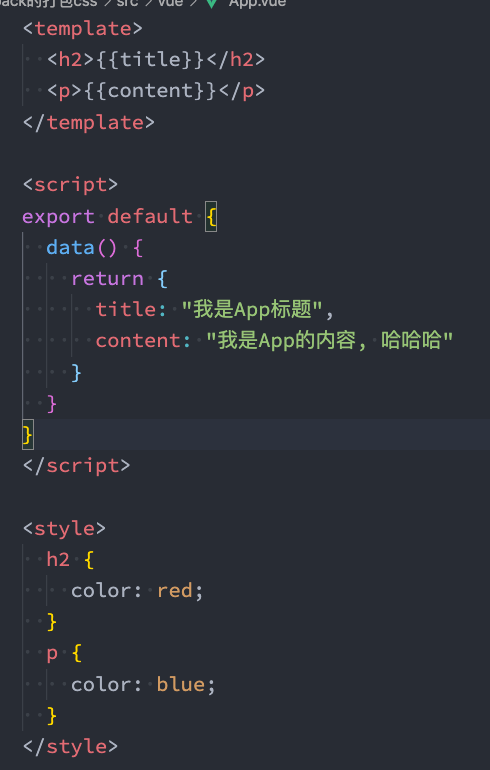 ack的打包css > src > vue > App.vue
<template>
  <h2>{{title}}</h2>
  <p>{{content}}</p>
</template>

<script>
export default {
  data() {
    return {
      title: "我是App标题",
      content: "我是App的内容, 哈哈哈"
    }
  }
}
</script>

<style>
  h2 {
    color: red;
  }
  p {
    color: blue;
  }
</style>